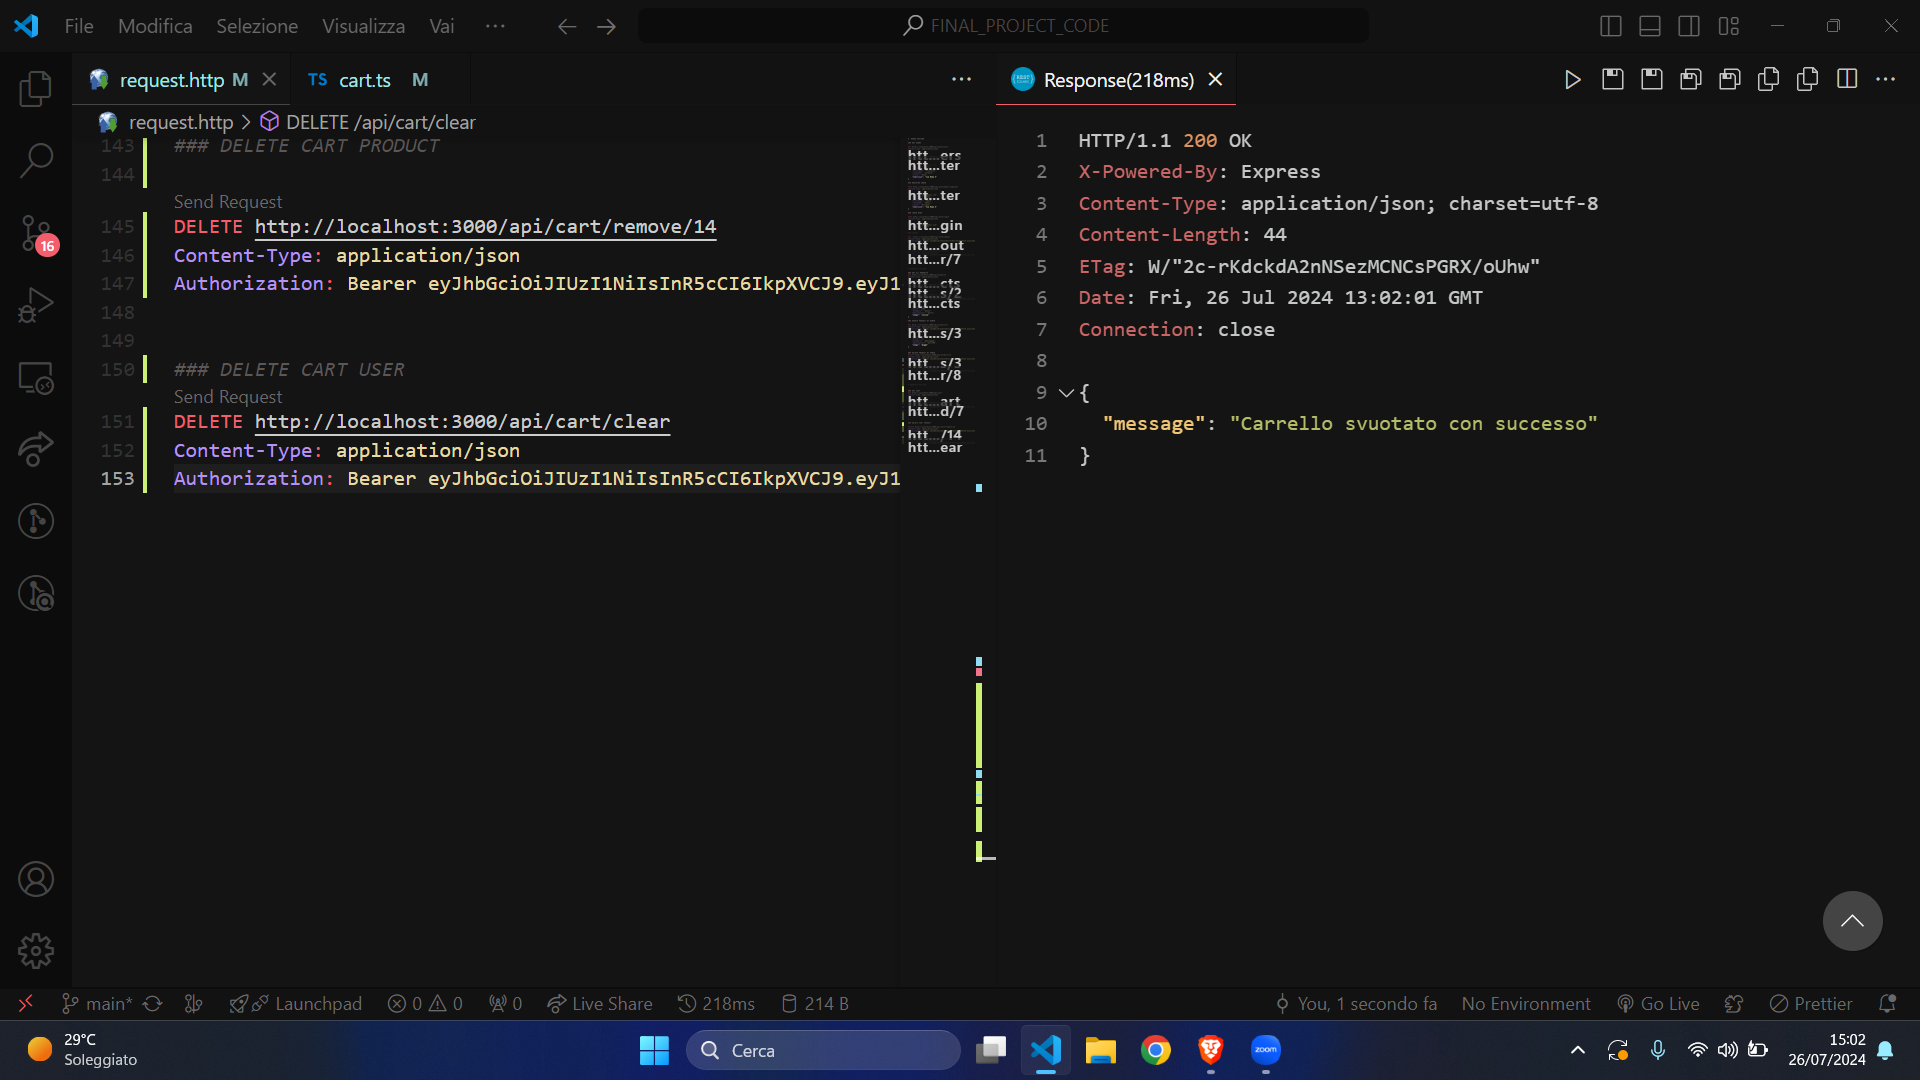 File Modifica Selezione Visualizza Vai ···
FINAL_PROJECT_CODE
request.http M
TS cart.ts M
Response(218ms)
request.http > DELETE /api/cart/clear
143 ### DELETE CART PRODUCT
144
Send Request
145 DELETE http://localhost:3000/api/cart/remove/14
146 Content-Type: application/json
147 Authorization: Bearer eyJhbGciOiJIUzI1NiIsInR5cCI6IkpXVCJ9.eyJ1
148
149
150 ### DELETE CART USER
Send Request
151 DELETE http://localhost:3000/api/cart/clear
152 Content-Type: application/json
153 Authorization: Bearer eyJhbGciOiJIUzI1NiIsInR5cCI6IkpXVCJ9.eyJ1
htt...ers
htt...ter
htt...ter
htt...gin
htt...out
htt...r/7
htt...cts
htt...s/2
htt...cts
htt...s/3
htt...s/3
htt...r/8
htt...art
htt...d/7
htt.../14
htt...ear
1 HTTP/1.1 200 OK
2 X-Powered-By: Express
3 Content-Type: application/json; charset=utf-8
4 Content-Length: 44
5 ETag: W/"2c-rKdckdA2nNSezMCNCsPGRX/oUhw"
6 Date: Fri, 26 Jul 2024 13:02:01 GMT
7 Connection: close
8
9 {
10 "message": "Carrello svuotato con successo"
11 }
16
main* Launchpad 0 0 0 Live Share 218ms 214 B
You, 1 secondo fa No Environment Go Live Prettier
29°C
Soleggiato
Cerca
zoom
15:02
26/07/2024